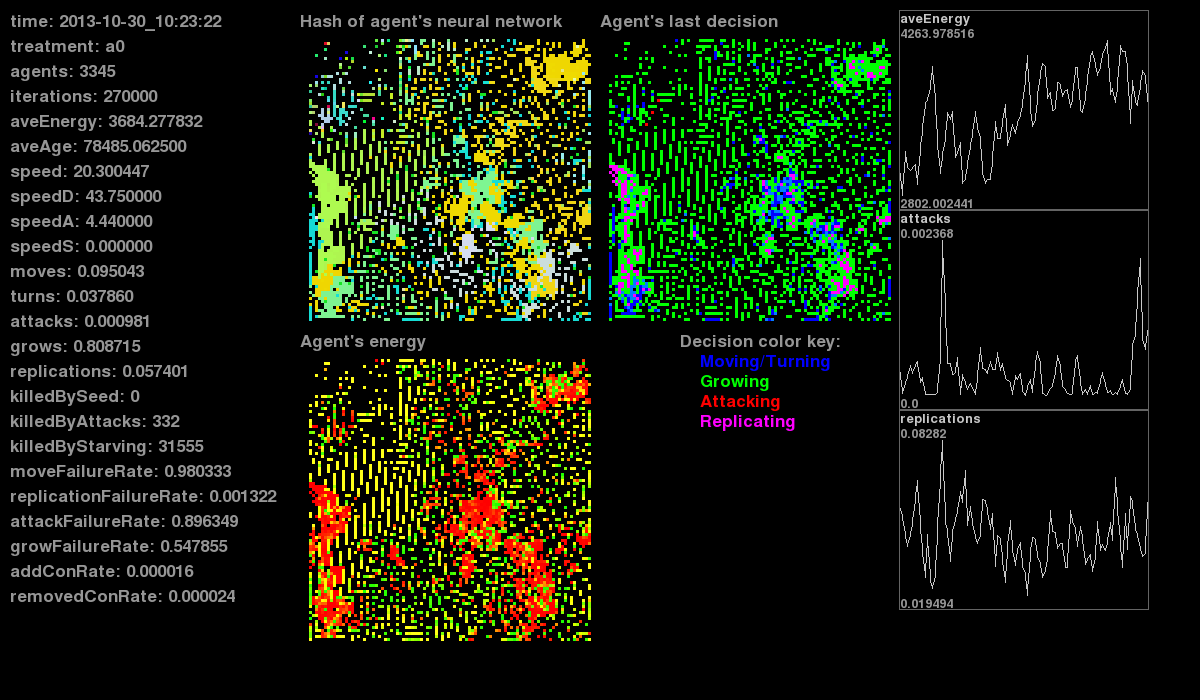 time: 2013-10-30_10:23:22
treatment: a0
agents: 3345
iterations: 270000
aveEnergy: 3684.277832
aveAge: 78485.062500
speed: 20.300447
speedD: 43.750000
speedA: 4.440000
speedS: 0.000000
moves: 0.095043
turns: 0.037860
attacks: 0.000981
grows: 0.808715
replications: 0.057401
killedBySeed: 0
killedByAttacks: 332
killedByStarving: 31555
moveFailureRate: 0.980333
replicationFailureRate: 0.001322
attackFailureRate: 0.896349
growFailureRate: 0.547855
addConRate: 0.000016
removedConRate: 0.000024
Hash of agent's neural network
Agent's last decision
Agent's energy
Decision color key:
Moving/Turning
Growing
Attacking
Replicating
aveEnergy
4263.978516
2802.002441
attacks
0.002368
0.0
replications
0.08282
0.019494